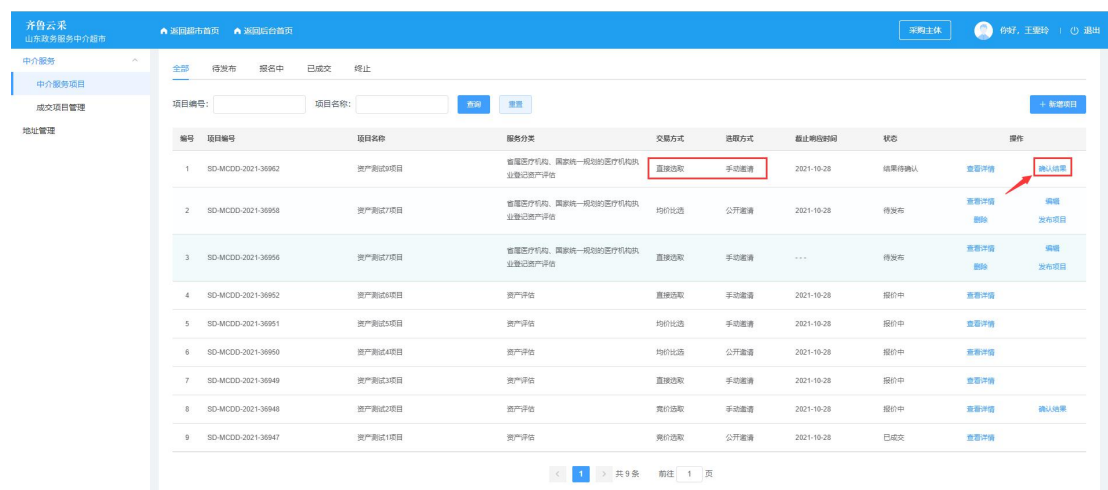 齐鲁云采
山东政务服务中介超市
返回超市首页 返回后台首页 采购主体 你好, 王雯玲 | 退出
中介服务
中介服务项目
成交项目管理
地址管理
全部 待发布 报名中 已成交 终止
项目编号: 项目名称: 查询 重置 + 新增项目
编号 项目编号 项目名称 服务分类 交易方式 选取方式 截止响应时间 状态 操作
1 SD-MCDD-2021-36962 资产测试9项目 省属医疗机构、国家统一规划的医疗机构执业登记资产评估 直接选取 手动邀请 2021-10-28 结果待确认 查看详情 确认结果
2 SD-MCDD-2021-36958 资产测试7项目 省属医疗机构、国家统一规划的医疗机构执业登记资产评估 均价比选 公开邀请 2021-10-28 待发布 查看详情 编辑 删除 发布项目
3 SD-MCDD-2021-36956 资产测试7项目 省属医疗机构、国家统一规划的医疗机构执业登记资产评估 直接选取 手动邀请 --- 待发布 查看详情 编辑 删除 发布项目
4 SD-MCDD-2021-36952 资产测试6项目 资产评估 直接选取 手动邀请 2021-10-28 报价中 查看详情
5 SD-MCDD-2021-36951 资产测试5项目 资产评估 均价比选 手动邀请 2021-10-28 报价中 查看详情
6 SD-MCDD-2021-36950 资产测试4项目 资产评估 均价比选 公开邀请 2021-10-28 报价中 查看详情
7 SD-MCDD-2021-36949 资产测试3项目 资产评估 直接选取 手动邀请 2021-10-28 报价中 查看详情
8 SD-MCDD-2021-36948 资产测试2项目 资产评估 竞价选取 手动邀请 2021-10-28 报价中 查看详情 确认结果
9 SD-MCDD-2021-36947 资产测试1项目 资产评估 竞价选取 公开邀请 2021-10-28 已成交 查看详情
< 1 > 共 9 条 前往 1 页